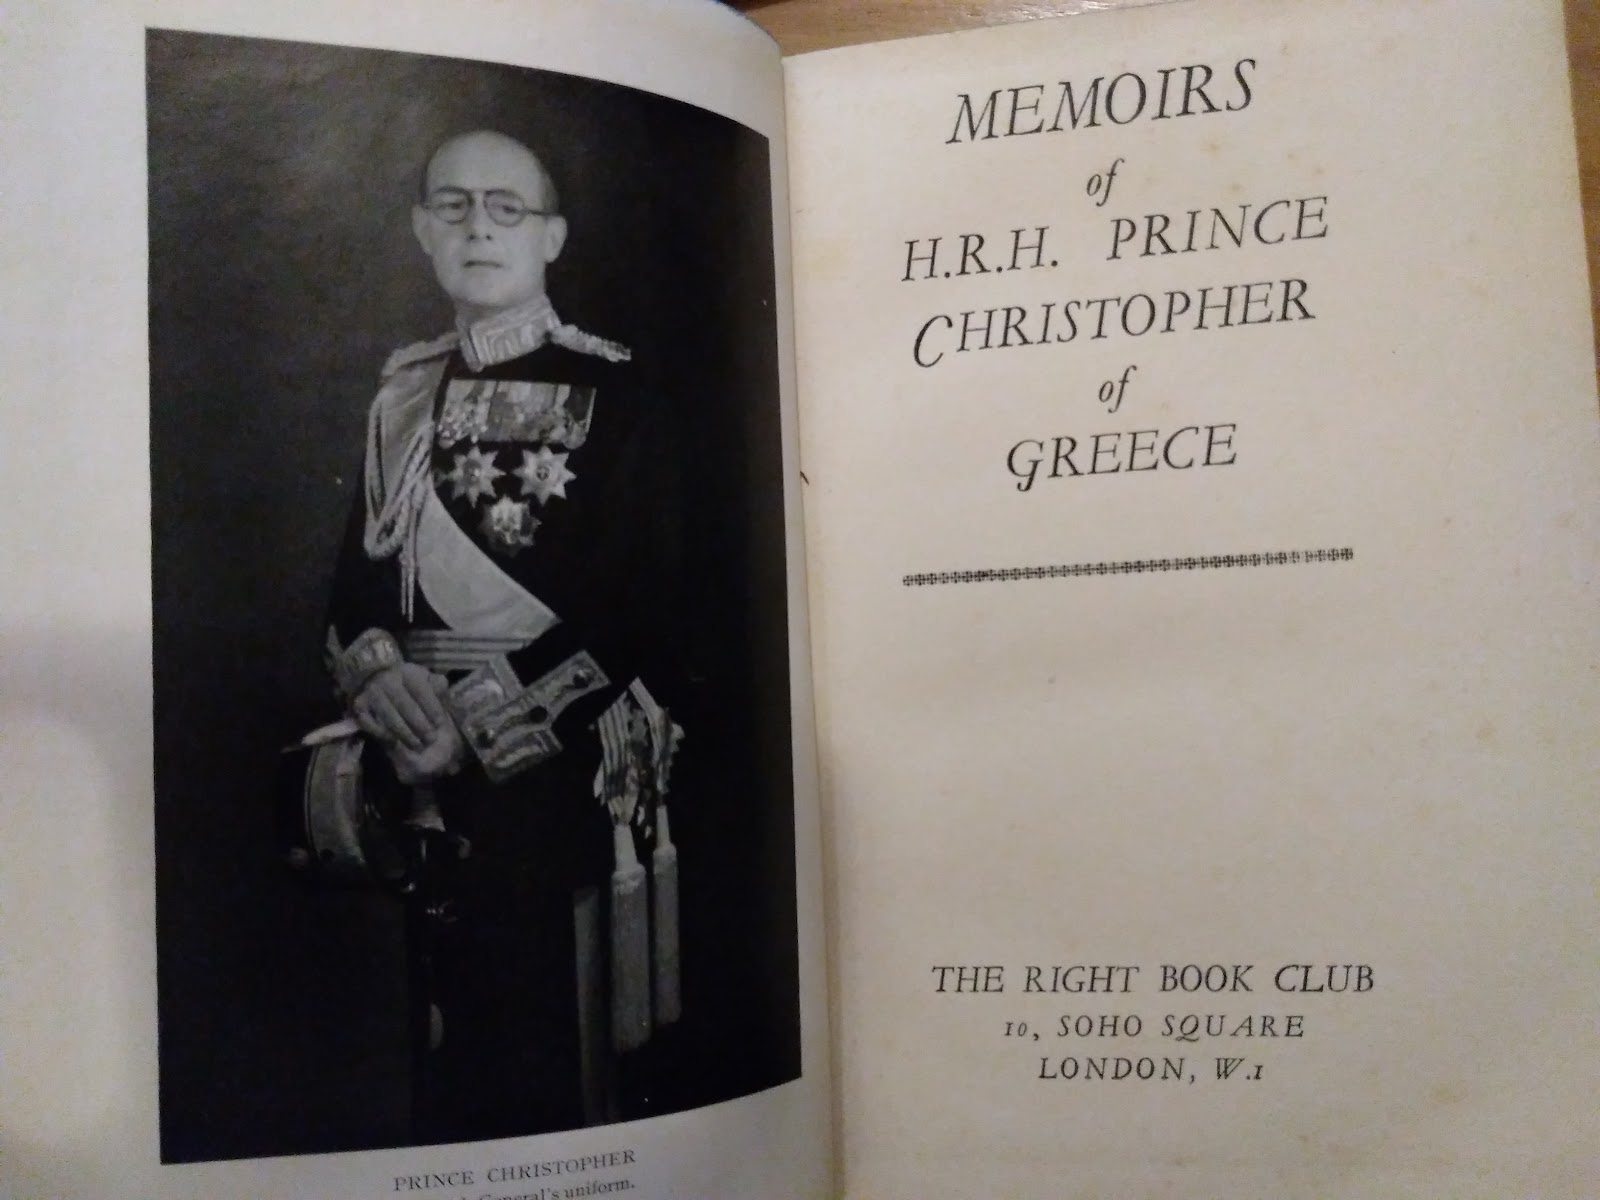 PRINCE CHRISTOPHER
General's uniform.
MEMOIRS
of
H.R.H. PRINCE
CHRISTOPHER
of
GREECE
THE RIGHT BOOK CLUB
10, SOHO SQUARE
LONDON, W.1